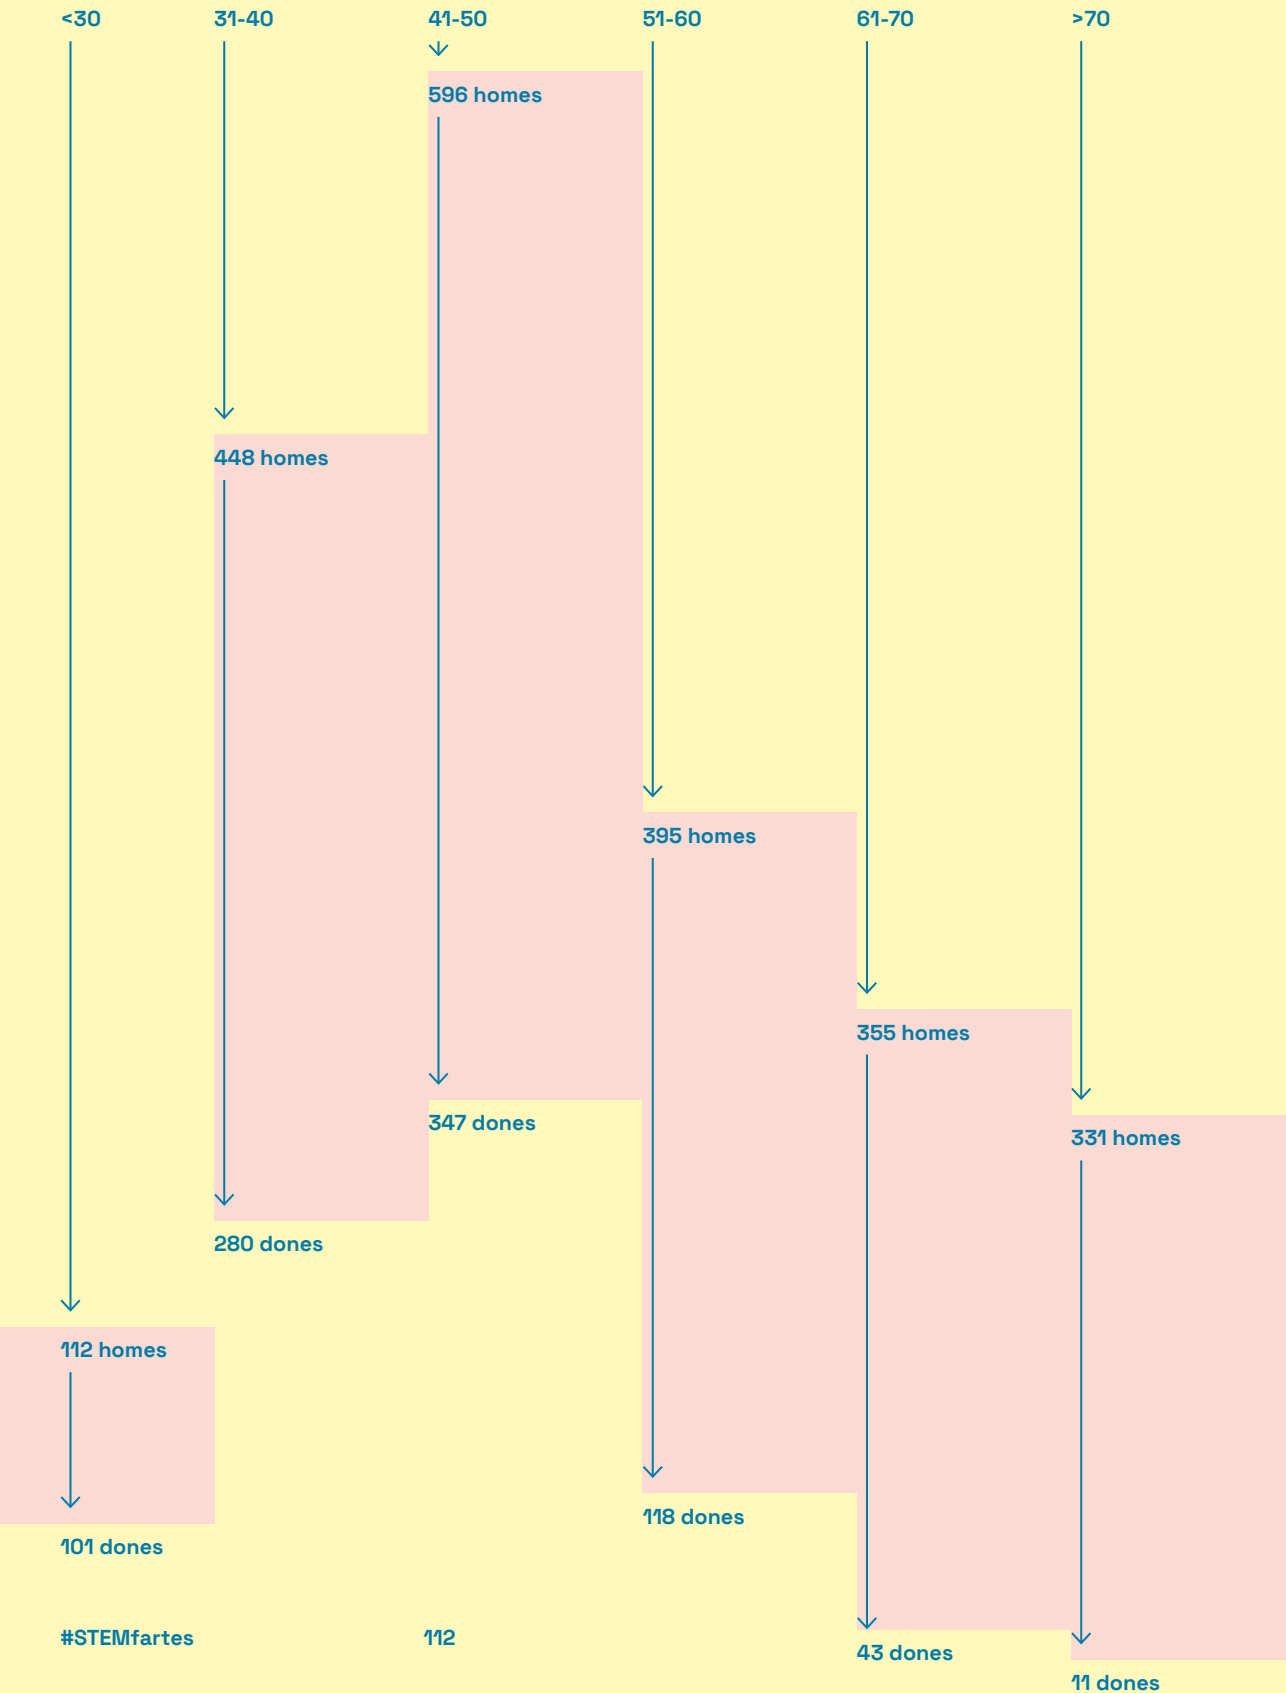 <30
31-40
41-50
51-60
61-70
>70
596 homes
448 homes
395 homes
355 homes
347 dones
331 homes
280 dones
112 homes
118 dones
101 dones
#STEMfartes
112
43 dones
11 dones